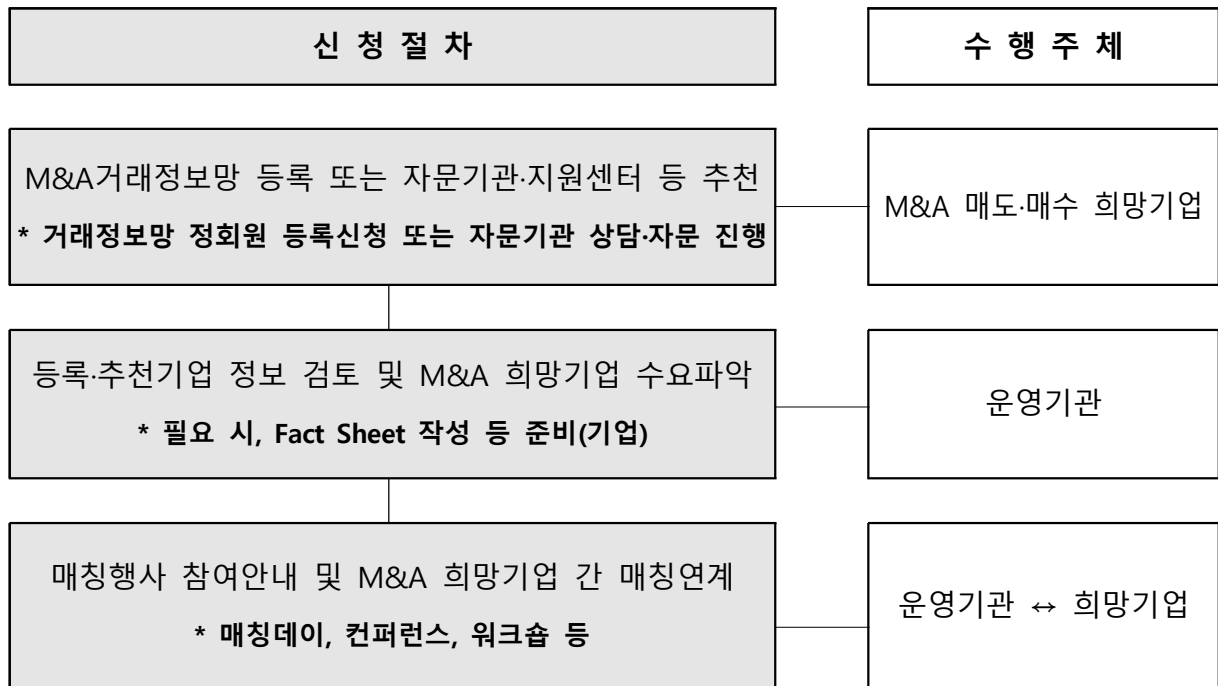 신 청 절 차
수 행 주 체
M&A거래정보망 등록 또는 자문기관·지원센터 등 추천
* 거래정보망 정회원 등록신청 또는 자문기관 상담·자문 진행
M&A 매도·매수 희망기업
등록·추천기업 정보 검토 및 M&A 희망기업 수요파악
* 필요 시, Fact Sheet 작성 등 준비(기업)
운영기관
매칭행사 참여안내 및 M&A 희망기업 간 매칭연계
* 매칭데이, 컨퍼런스, 워크숍 등
운영기관 ↔ 희망기업